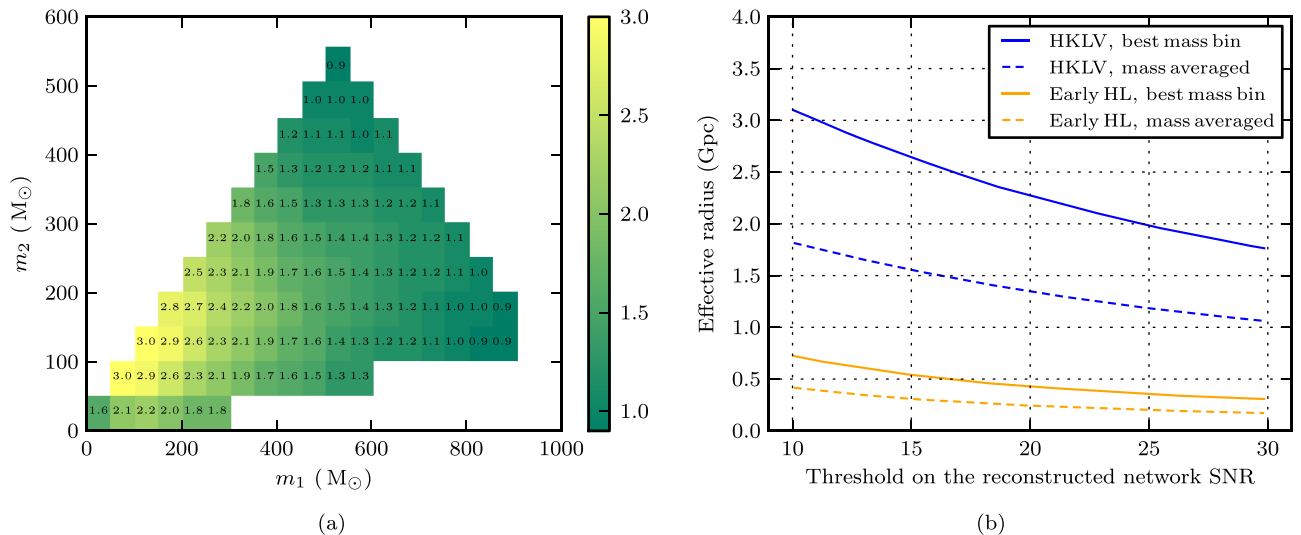 600
500
400
300
200
100
0
m₂ (M⊙)
0.9
1.0 1.0 1.0
1.2 1.1 1.1 1.0 1.1
1.5 1.3 1.2 1.2 1.2 1.1 1.1
1.8 1.6 1.5 1.3 1.3 1.3 1.2 1.2 1.1
2.2 2.0 1.8 1.6 1.5 1.4 1.4 1.3 1.2 1.2 1.1
2.5 2.3 2.1 1.9 1.7 1.6 1.5 1.4 1.3 1.2 1.2 1.1 1.0
2.8 2.7 2.4 2.2 2.0 1.8 1.6 1.5 1.4 1.3 1.2 1.1 1.0 1.0 0.9
3.0 2.9 2.6 2.3 2.1 1.9 1.7 1.6 1.4 1.3 1.2 1.2 1.1 1.0 0.9 0.9
3.0 2.9 2.6 2.3 2.1 1.9 1.7 1.6 1.5 1.3 1.3
1.6 2.1 2.2 2.0 1.8 1.8
0 200 400 600 800 1000
m₁ (M⊙)
3.0
2.5
2.0
1.5
1.0
(a)
4.0
3.5
3.0
2.5
2.0
1.5
1.0
0.5
0.0
Effective radius (Gpc)
HKLV, best mass bin
HKLV, mass averaged
Early HL, best mass bin
Early HL, mass averaged
10 15 20 25 30
Threshold on the reconstructed network SNR
(b)